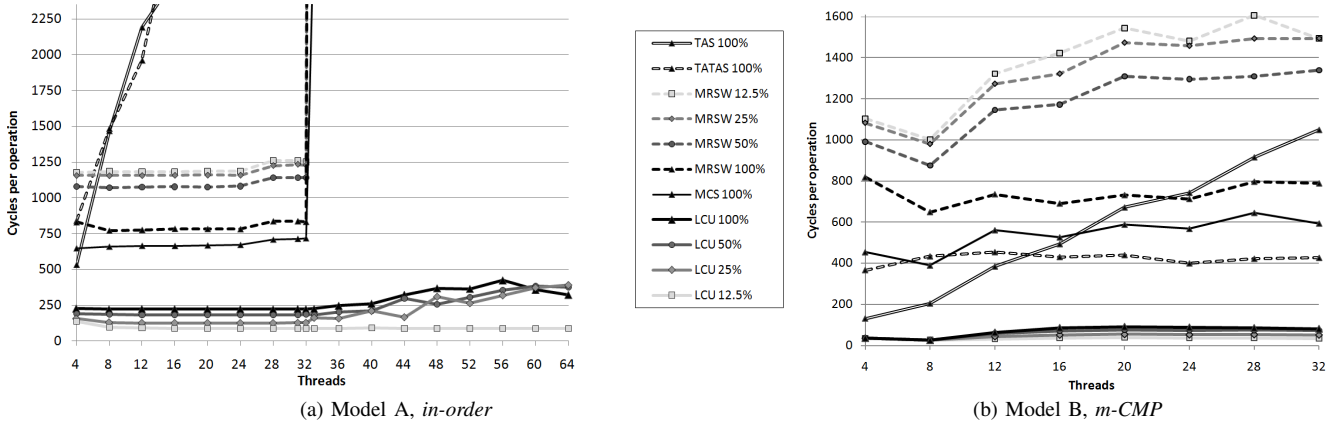 Cycles per operation
2250
2000
1750
1500
1250
1000
750
500
250
0
4 8 12 16 20 24 28 32 36 40 44 48 52 56 60 64
Threads
(a) Model A, in-order
TAS 100%
TATAS 100%
MRSW 12.5%
MRSW 25%
MRSW 50%
MRSW 100%
MCS 100%
LCU 100%
LCU 50%
LCU 25%
LCU 12.5%
Cycles per operation
1600
1400
1200
1000
800
600
400
200
0
4 8 12 16 20 24 28 32
Threads
(b) Model B, m-CMP